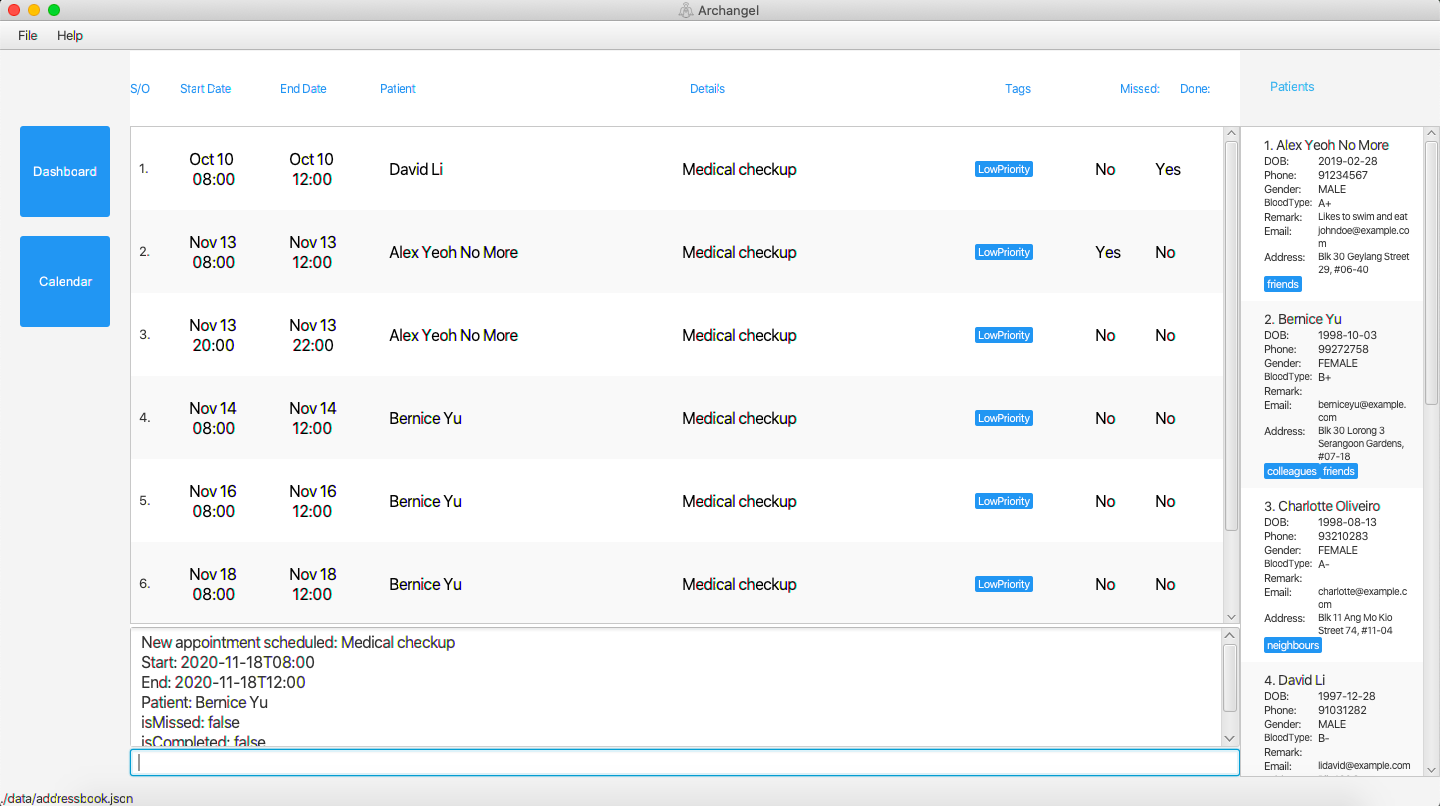 Archangel
File Help
S/O Start Date End Date Patient Details Tags Missed: Done:
Patients
Dashboard
Calendar
1. Oct 10 08:00 Oct 10 12:00 David Li Medical checkup LowPriority No Yes
2. Nov 13 08:00 Nov 13 12:00 Alex Yeoh No More Medical checkup LowPriority Yes No
3. Nov 13 20:00 Nov 13 22:00 Alex Yeoh No More Medical checkup LowPriority No No
4. Nov 14 08:00 Nov 14 12:00 Bernice Yu Medical checkup LowPriority No No
5. Nov 16 08:00 Nov 16 12:00 Bernice Yu Medical checkup LowPriority No No
6. Nov 18 08:00 Nov 18 12:00 Bernice Yu Medical checkup LowPriority No No
New appointment scheduled: Medical checkup
Start: 2020-11-18T08:00
End: 2020-11-18T12:00
Patient: Bernice Yu
isMissed: false
isCompleted: false
1. Alex Yeoh No More
DOB: 2019-02-28
Phone: 91234567
Gender: MALE
BloodType: A+
Remark: Likes to swim and eat
Email: johndoe@example.co
m
Address: Blk 30 Geylang Street
29, #06-40
friends
2. Bernice Yu
DOB: 1998-10-03
Phone: 99272758
Gender: FEMALE
BloodType: B+
Remark:
Email: berniceyu@example.
com
Address: Blk 30 Lorong 3
Serangoon Gardens,
#07-18
colleagues friends
3. Charlotte Oliveiro
DOB: 1998-08-13
Phone: 93210283
Gender: FEMALE
BloodType: A-
Remark:
Email: charlotte@example.c
om
Address: Blk 11 Ang Mo Kio
Street 74, #11-04
neighbours
4. David Li
DOB: 1997-12-28
Phone: 91031282
Gender: MALE
BloodType: B-
Remark:
Email: lidavid@example.com
./data/addressbook.json